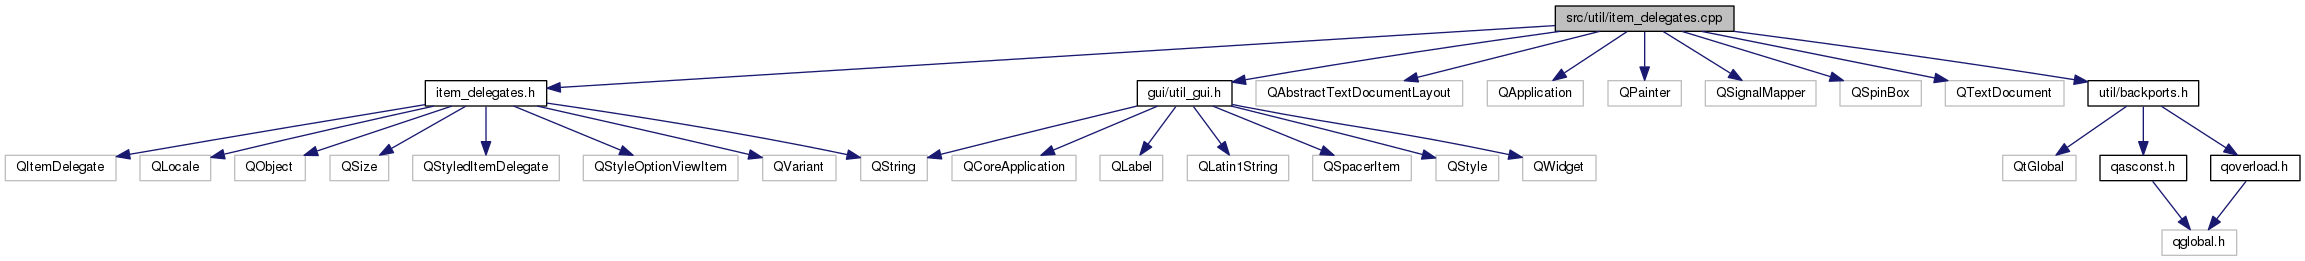 src/util/item_delegates.cpp
item_delegates.h
gui/util_gui.h
QAbstractTextDocumentLayout
QApplication
QPainter
QSignalMapper
QSpinBox
QTextDocument
util/backports.h
QItemDelegate
QLocale
QObject
QSize
QStyledItemDelegate
QStyleOptionViewItem
QVariant
QString
QCoreApplication
QLabel
QLatin1String
QSpacerItem
QStyle
QWidget
QtGlobal
qasconst.h
qoverload.h
qglobal.h